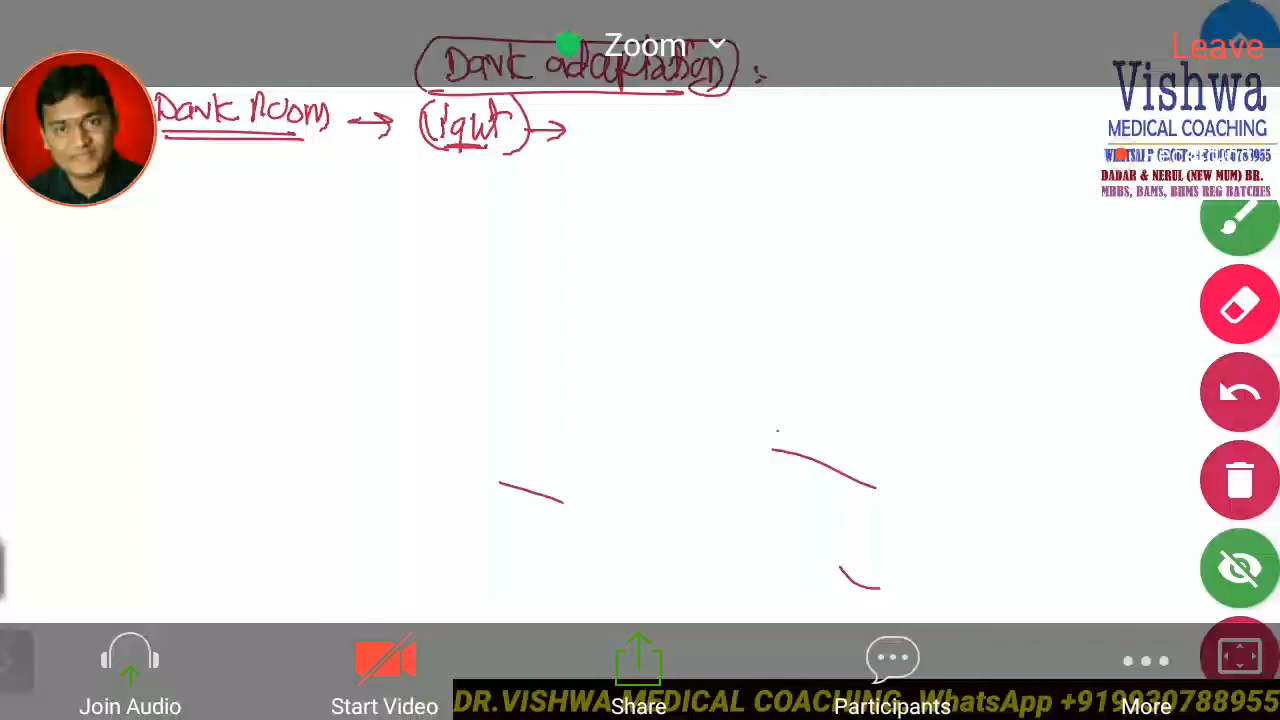 Zoom
Leave
Dark adaptation :
Dark Room → Light →
Vishwa
MEDICAL COACHING
DADAR & NERUL (NEW MUM) BR.
MBBS, BAMS, BHMS REG BATCHES
Join Audio
Start Video
Share
Participants
More
DR.VISHWA MEDICAL COACHING, WhatsApp +919930788955